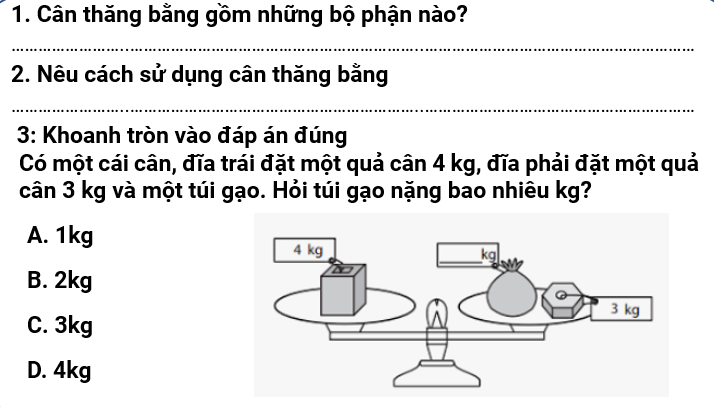 1. Cân thăng bằng gồm những bộ phận nào?
2. Nêu cách sử dụng cân thăng bằng
3: Khoanh tròn vào đáp án đúng
Có một cái cân, đĩa trái đặt một quả cân 4 kg, đĩa phải đặt một quả
cân 3 kg và một túi gạo. Hỏi túi gạo nặng bao nhiêu kg?
A. 1kg
B. 2kg
C. 3kg
D. 4kg
4 kg
____kg
3 kg